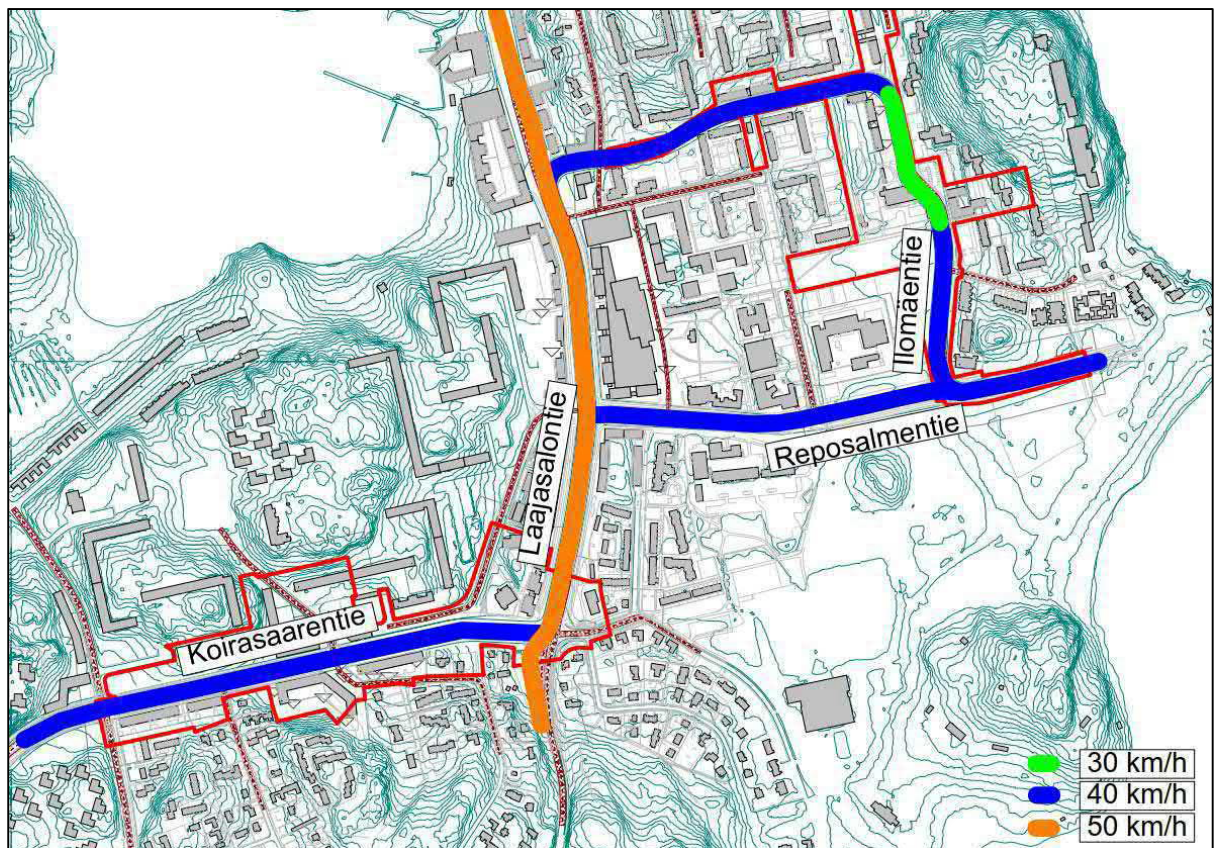 Ilomäentie
Laajasalontie
Reposalmentie
Koirasaarentie
30 km/h
40 km/h
50 km/h